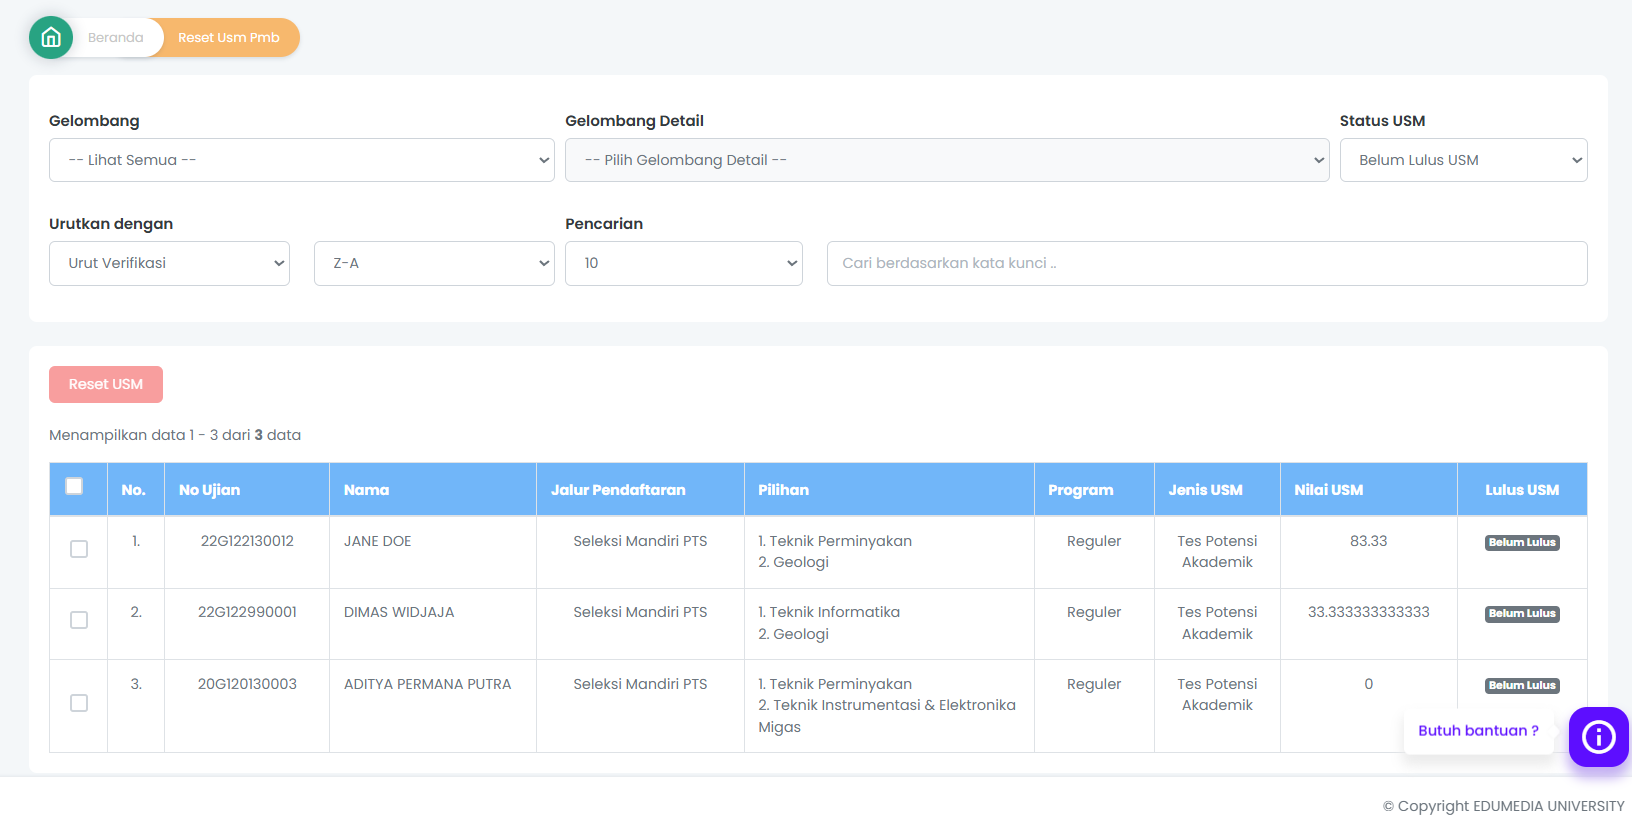 Beranda
Reset Usm Pmb
Gelombang
Gelombang Detail
Status USM
-- Lihat Semua --
-- Pilih Gelombang Detail --
Belum Lulus USM
Urutkan dengan
Pencarian
Urut Verifikasi
Z-A
10
Cari berdasarkan kata kunci ..
Reset USM
Menampilkan data 1 - 3 dari 3 data
No. No Ujian Nama Jalur Pendaftaran Pilihan Program Jenis USM Nilai USM Lulus USM
1. 22G122130012 JANE DOE Seleksi Mandiri PTS 1. Teknik Perminyakan Reguler Tes Potensi 83.33 Belum Lulus
2. Geologi Akademik
2. 22G122990001 DIMAS WIDJAJA Seleksi Mandiri PTS 1. Teknik Informatika Reguler Tes Potensi 33.333333333333 Belum Lulus
2. Geologi Akademik
3. 20G120130003 ADITYA PERMANA PUTRA Seleksi Mandiri PTS 1. Teknik Perminyakan Reguler Tes Potensi 0 Belum Lulus
2. Teknik Instrumentasi & Elektronika Akademik
Migas
Butuh bantuan ?
© Copyright EDUMEDIA UNIVERSITY